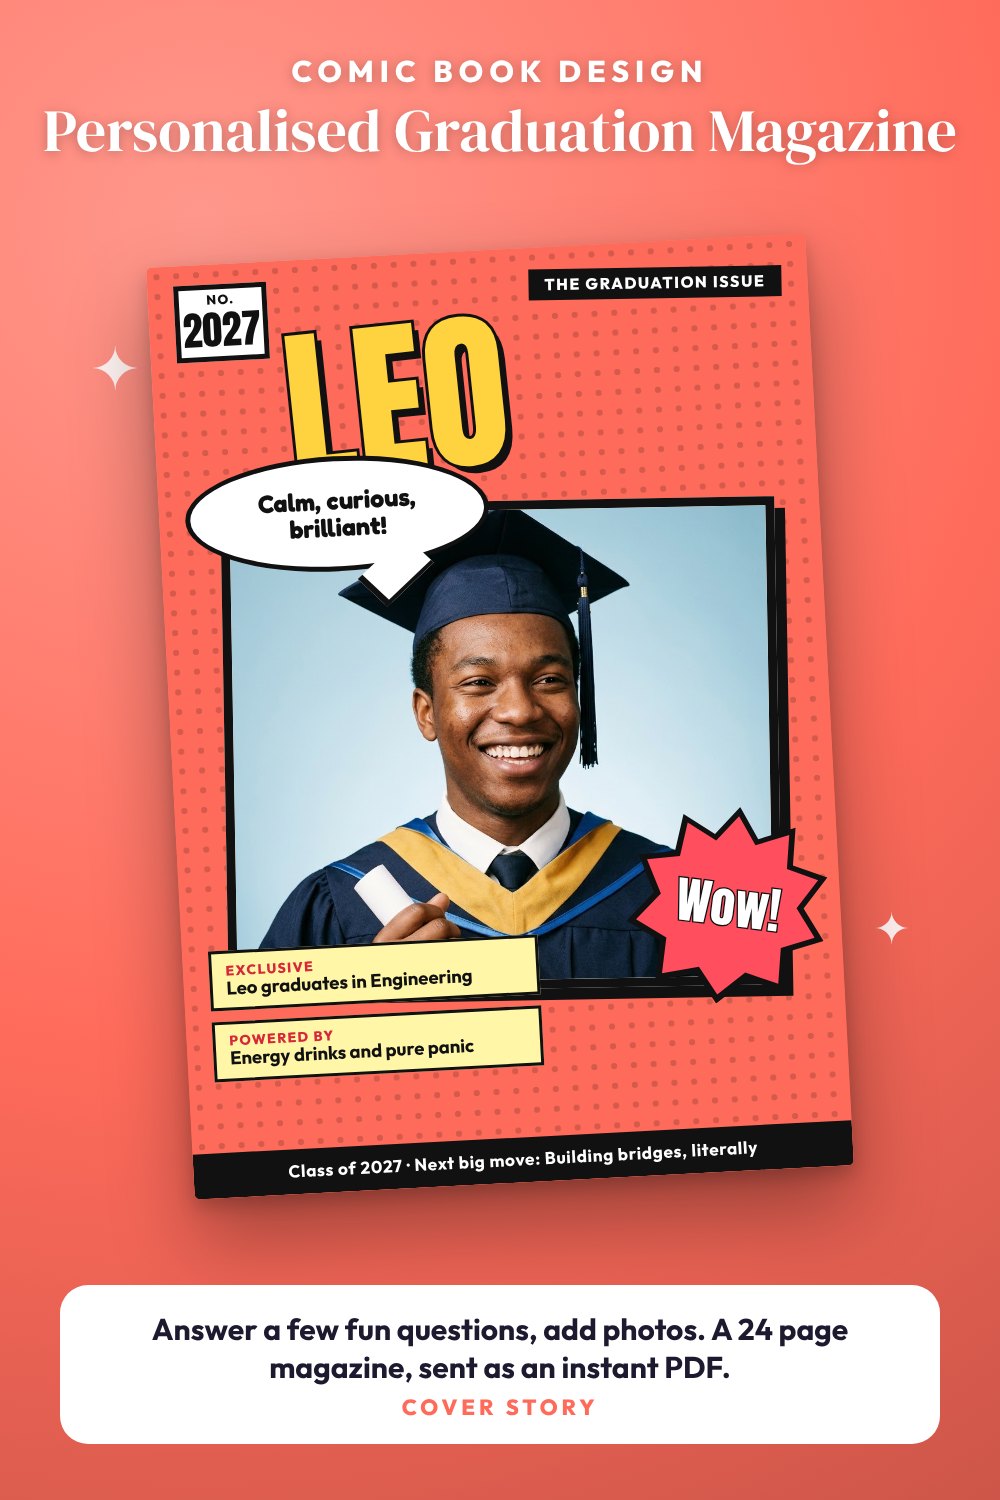 COMIC BOOK DESIGN
Personalised Graduation Magazine
NO.
2027
THE GRADUATION ISSUE
LEO
Calm, curious,
brilliant!
Wow!
EXCLUSIVE
Leo graduates in Engineering
POWERED BY
Energy drinks and pure panic
Class of 2027 · Next big move: Building bridges, literally
Answer a few fun questions, add photos. A 24 page
magazine, sent as an instant PDF.
COVER STORY